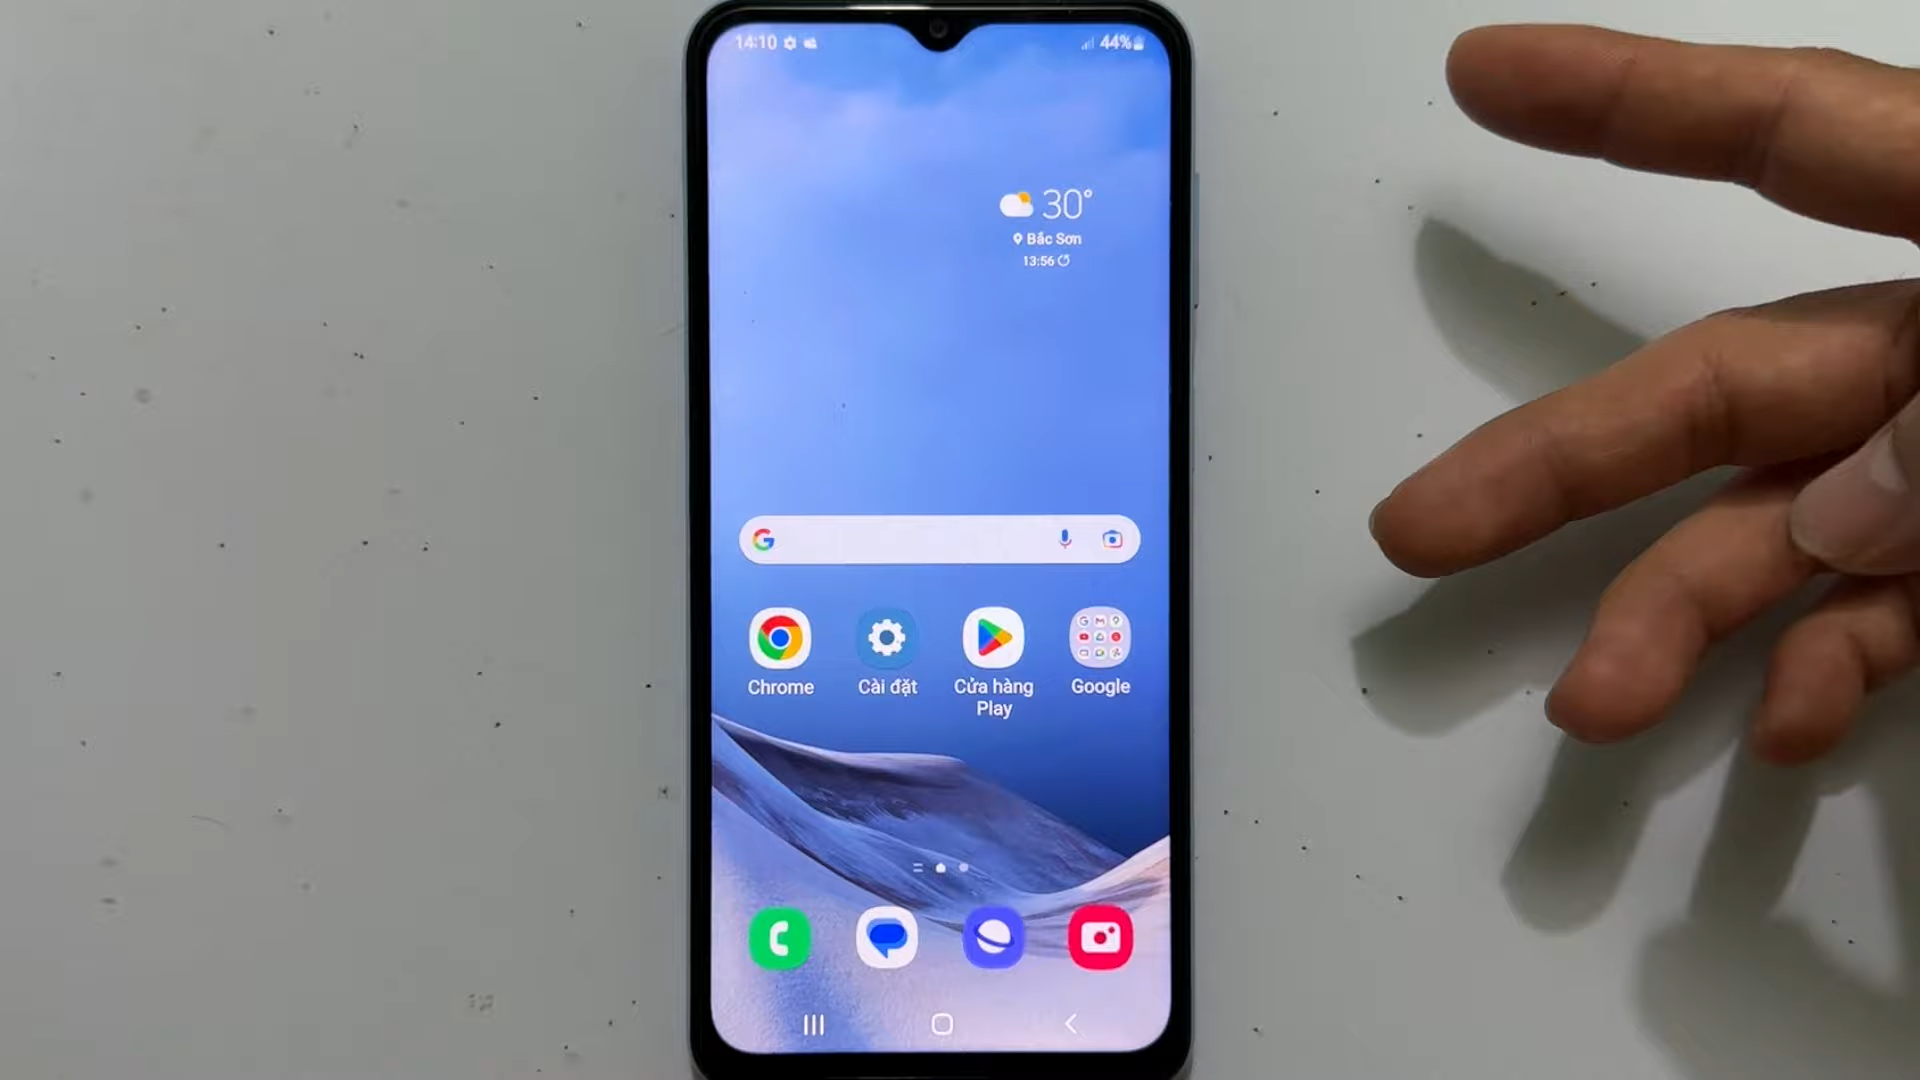 14:10
44%
30°
Bắc Sơn
13:56
Chrome
Cài đặt
Cửa hàng
Play
Google